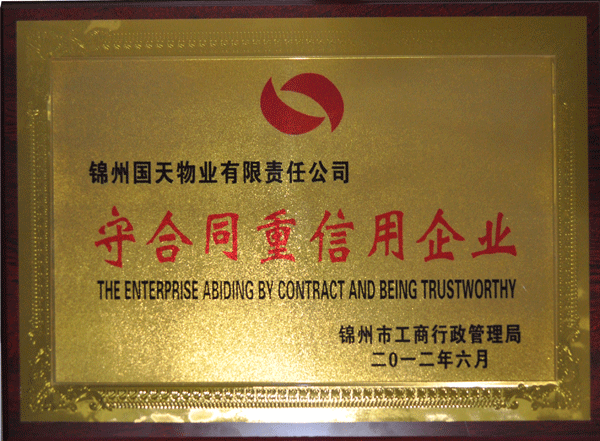 锦州国天物业有限责任公司
守合同重信用企业
THE ENTERPRISE ABIDING BY CONTRACT AND BEING TRUSTWORTHY
锦州市工商行政管理局
二0一二年六月